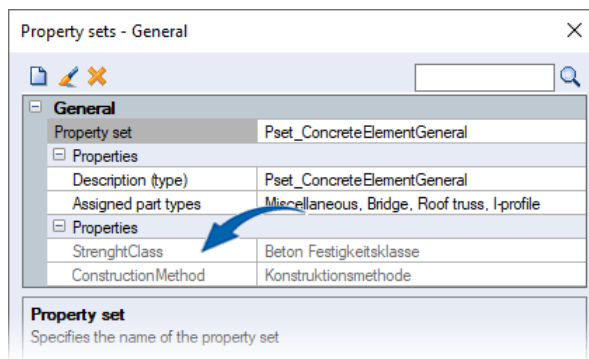 Property sets - General
General
Property set Pset_ConcreteElementGeneral
Properties
Description (type) Pset_ConcreteElementGeneral
Assigned part types Miscellaneous, Bridge, Roof truss, I-profile
Properties
StrenghtClass Beton Festigkeitsklasse
ConstructionMethod Konstruktionsmethode
Property set
Specifies the name of the property set